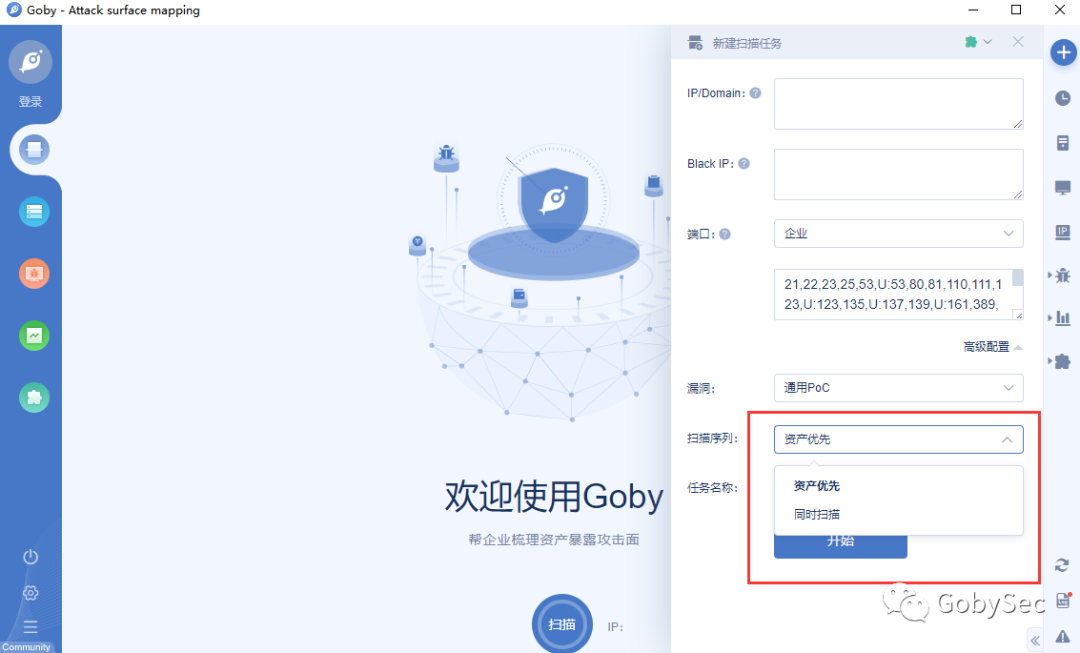 Goby - Attack surface mapping
登录
Community
欢迎使用Goby
帮企业梳理资产暴露攻击面
扫描
IP:
新建扫描任务
IP/Domain:
Black IP:
端口:
企业
21,22,23,25,53,U:53,80,81,110,111,1
23,U:123,135,U:137,139,U:161,389,
高级配置
漏洞:
通用PoC
扫描序列:
资产优先
任务名称:
资产优先
同时扫描
开始
IP
GobySec